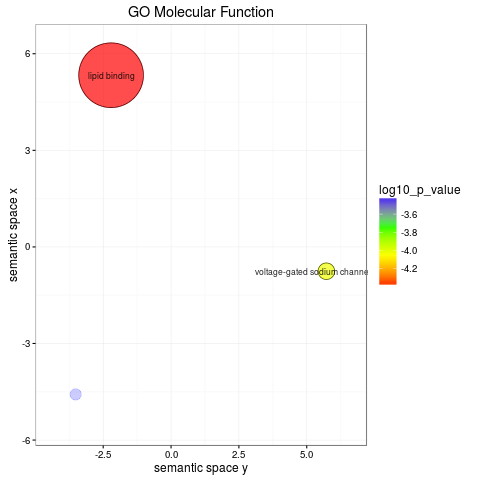 GO Molecular Function
6
3
0
-3
-6
semantic space x
lipid binding
voltage-gated sodium channe
-2.5
0.0
2.5
5.0
semantic space y
log10_p_value
-3.6
-3.8
-4.0
-4.2